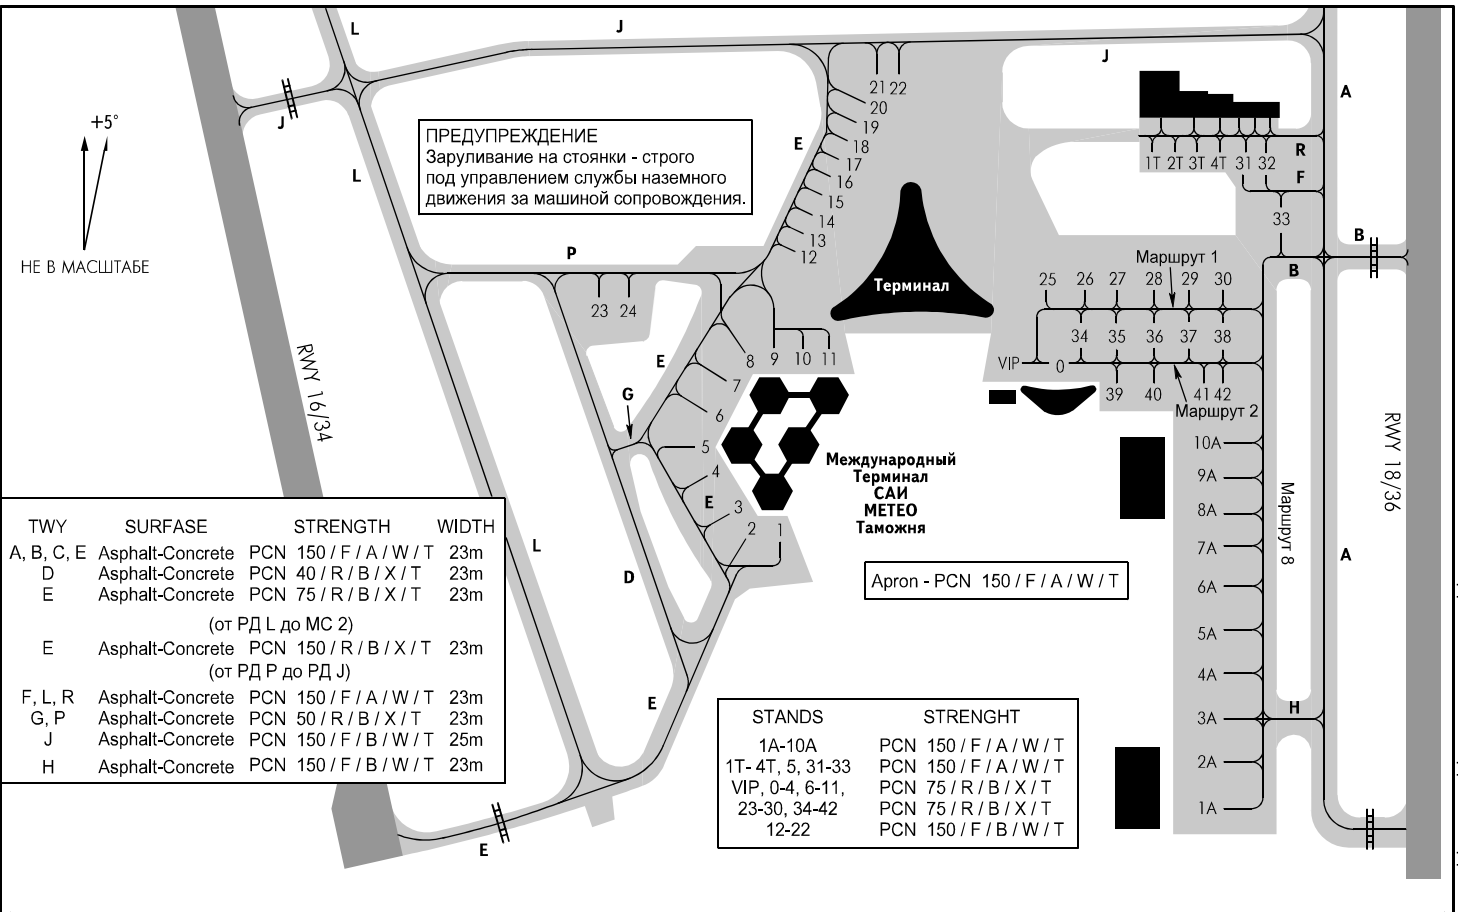 L
J
J
A
+5°
J
НЕ В МАСШТАБЕ
ПРЕДУПРЕЖДЕНИЕ
Заруливание на стоянки - строго
под управлением службы наземного
движения за машиной сопровождения.
L
E
21 22
20
19
18
17
16
15
14
13
12
1T 2T 3T 4T 31 32
R
F
33
B
B
P
23 24
Терминал
Маршрут 1
25 26 27 28 29 30
34 35 36 37 38
VIP 0
39 40 41 42
Маршрут 2
RWY 16/34
E
G
8 9 10 11
7
6
5
4
E
3
2 1
Международный
Терминал
САИ
МЕТЕО
Таможня
RWY 18/36
10A
9A
8A
7A
6A
5A
4A
3A
2A
1A
Маршрут 8
A
H
L
D
E
E
Apron - PCN 150 / F / A / W / T
TWY SURFASE STRENGTH WIDTH
A, B, C, E Asphalt-Concrete PCN 150 / F / A / W / T 23m
D Asphalt-Concrete PCN 40 / R / B / X / T 23m
E Asphalt-Concrete PCN 75 / R / B / X / T 23m
(от РД L до МС 2)
E Asphalt-Concrete PCN 150 / R / B / X / T 23m
(от РД P до РД J)
F, L, R Asphalt-Concrete PCN 150 / F / A / W / T 23m
G, P Asphalt-Concrete PCN 50 / R / B / X / T 23m
J Asphalt-Concrete PCN 150 / F / B / W / T 25m
H Asphalt-Concrete PCN 150 / F / B / W / T 23m
STANDS STRENGHT
1A-10A PCN 150 / F / A / W / T
1T- 4T, 5, 31-33 PCN 150 / F / A / W / T
VIP, 0-4, 6-11, PCN 75 / R / B / X / T
23-30, 34-42 PCN 75 / R / B / X / T
12-22 PCN 150 / F / B / W / T